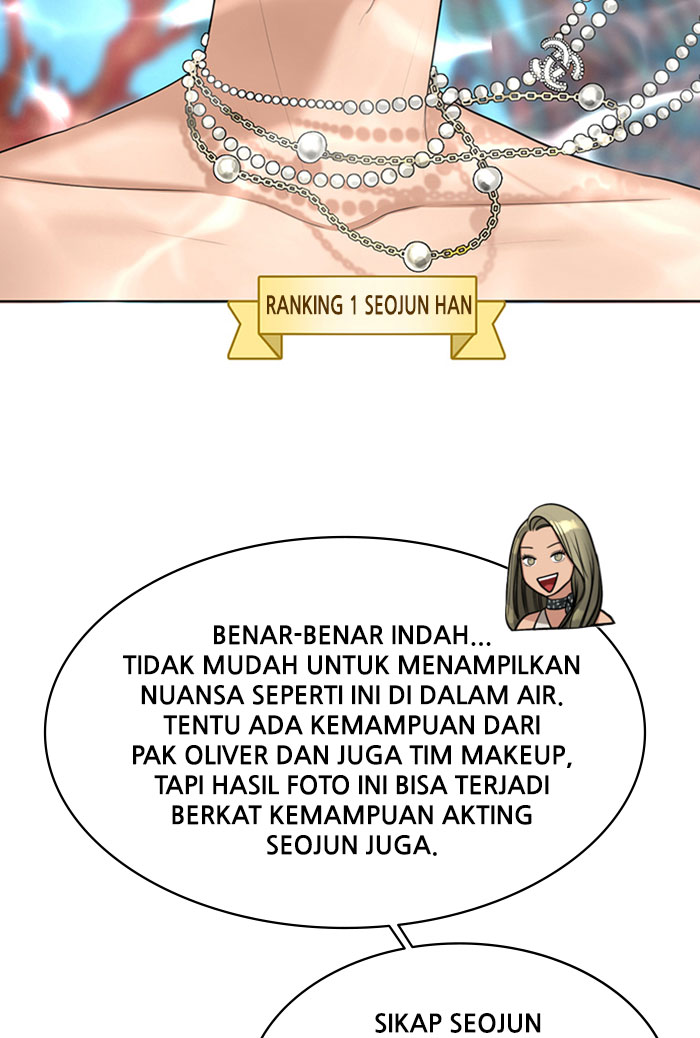 RANKING 1 SEOJUN HAN
BENAR-BENAR INDAH...
TIDAK MUDAH UNTUK MENAMPILKAN
NUANSA SEPERTI INI DI DALAM AIR.
TENTU ADA KEMAMPUAN DARI
PAK OLIVER DAN JUGA TIM MAKEUP,
TAPI HASIL FOTO INI BISA TERJADI
BERKAT KEMAMPUAN AKTING
SEOJUN JUGA.
SIKAP SEOJUN